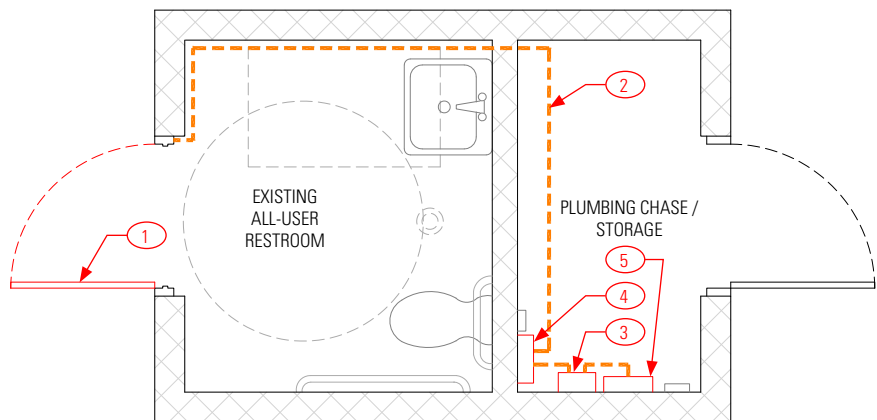 2
EXISTING
ALL-USER
RESTROOM
PLUMBING CHASE /
STORAGE
1
5
4
3